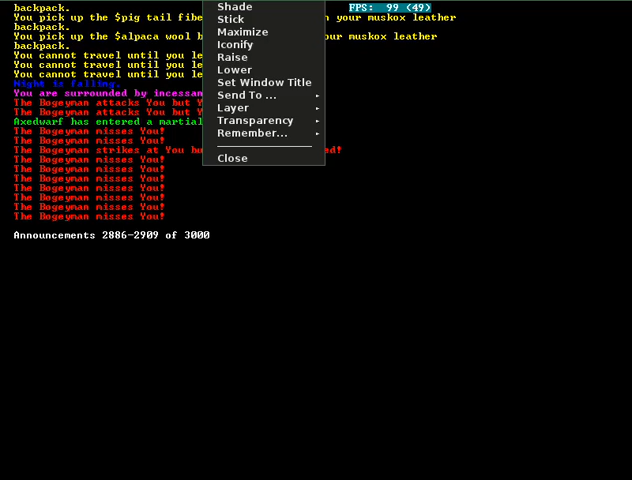 backpack.
Shade
FPS: 99 (49)
You pick up the $pig tail fibe
n your muskox leather
Stick
backpack.
Maximize
You pick up the $alpaca wool b
our muskox leather
backpack.
Iconify
You cannot travel until you le
Raise
You cannot travel until you le
Lower
You cannot travel until you le
Night is falling.
Set Window Title
You are surrounded by incessan
Send To ...
The Bogeyman attacks You but Y
Layer
The Bogeyman attacks You but Y
Axedwarf has entered a martial
Transparency
The Bogeyman misses You!
Remember...
The Bogeyman misses You!
The Bogeyman strikes at You bu
ed!
The Bogeyman misses You!
Close
The Bogeyman misses You!
The Bogeyman misses You!
The Bogeyman misses You!
The Bogeyman misses You!
The Bogeyman misses You!
The Bogeyman misses You!
Announcements 2886-2909 of 3000